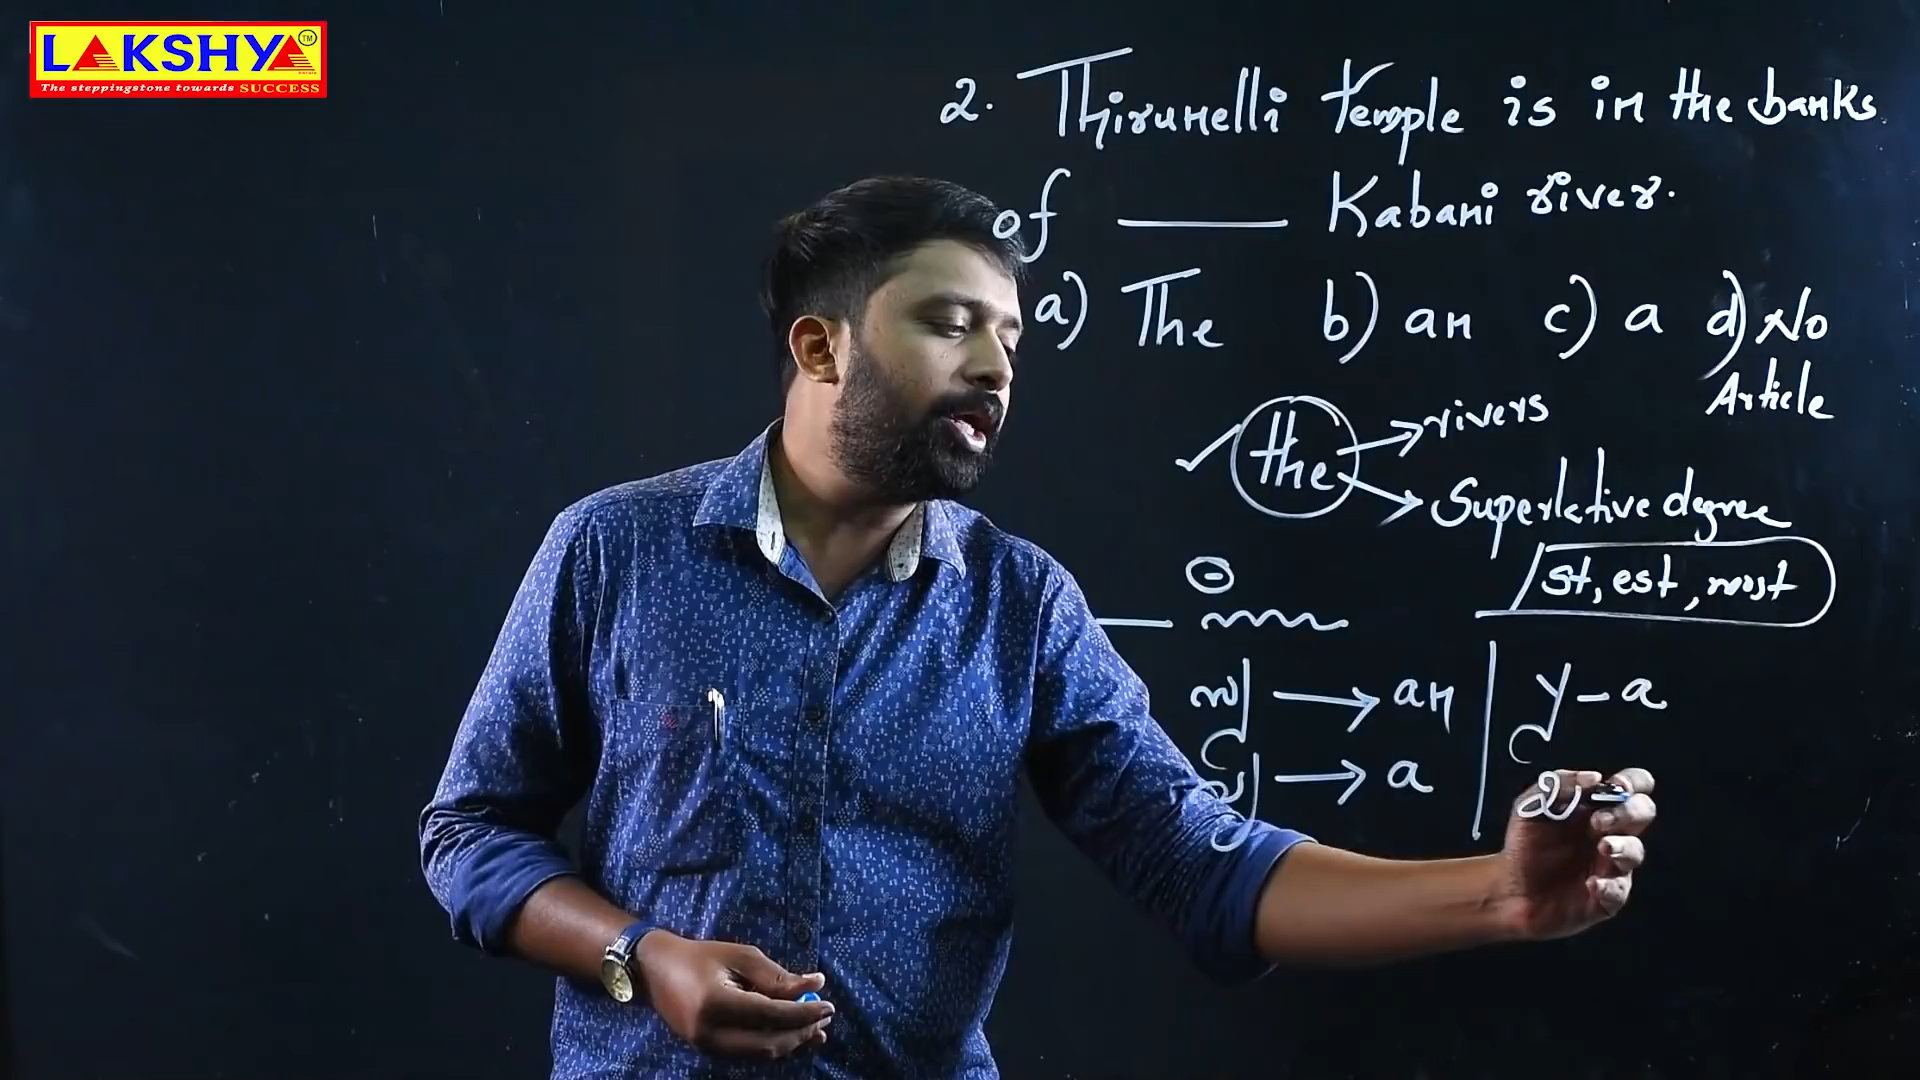 LAKSHYA TM
The steppingstone towards SUCCESS
2. Thirunelli temple is in the banks
of ____ Kabani river.
a) The b) an c) a d) No
Article
✓ the → rivers
→ Superlative degree
st, est, most
→ an | y - a
→ a